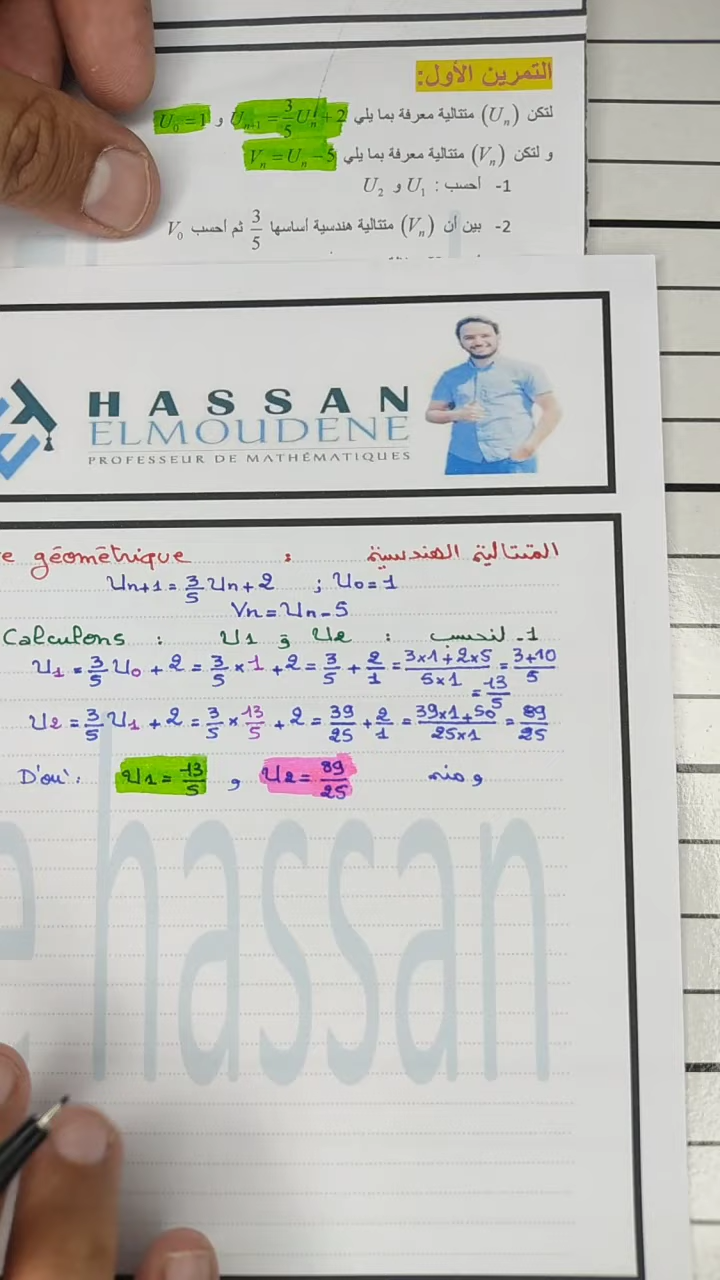 التمرين الأول:
لتكن (Uₙ) متتالية معرفة بما يلي Uₙ₊₁ = 3/5 Uₙ + 2 و U₀ = 1
و لتكن (Vₙ) متتالية معرفة بما يلي Vₙ = Uₙ − 5
1- أحسب : U₁ و U₂
2- بين أن (Vₙ) متتالية هندسية أساسها 3/5 ثم أحسب V₀
HASSAN
ELMOUDENE
PROFESSEUR DE MATHÉMATIQUES
e géométrique : المتتالية الهندسية
Uₙ₊₁ = 3/5 Uₙ + 2 ; U₀ = 1
Vₙ = Uₙ − 5
Calculons : U₁ و U₂ : 1- لنحسب
U₁ = 3/5 U₀ + 2 = 3/5 × 1 + 2 = 3/5 + 2/1 = (3×1+2×5)/(5×1) = (3+10)/5
= 13/5
U₂ = 3/5 U₁ + 2 = 3/5 × 13/5 + 2 = 39/25 + 2/1 = (39×1+50)/(25×1) = 89/25
D'où : U₁ = 13/5 و U₂ = 89/25 ومنه
e hassan